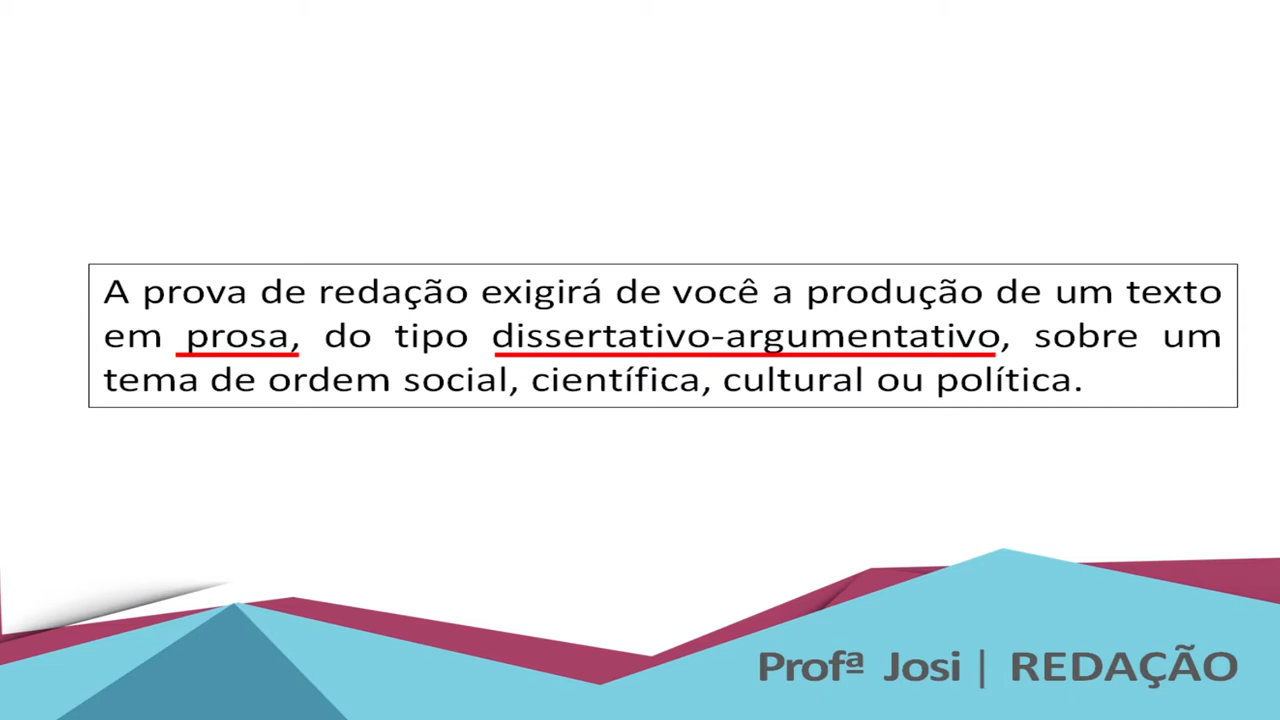 A prova de redação exigirá de você a produção de um texto
em prosa, do tipo dissertativo-argumentativo, sobre um
tema de ordem social, científica, cultural ou política.
Profª Josi | REDAÇÃO